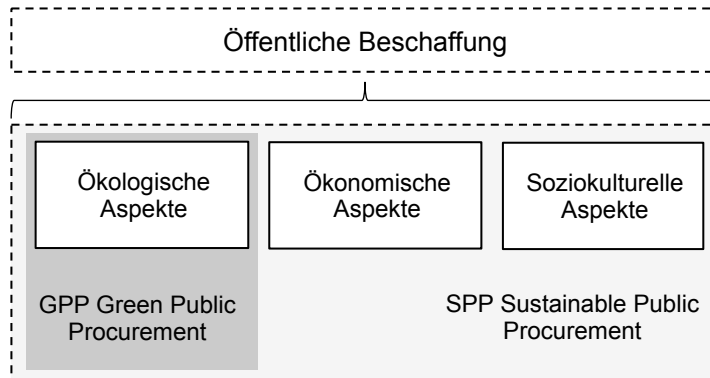 Öffentliche Beschaffung
Ökologische
Aspekte
Ökonomische
Aspekte
Soziokulturelle
Aspekte
GPP Green Public
Procurement
SPP Sustainable Public
Procurement